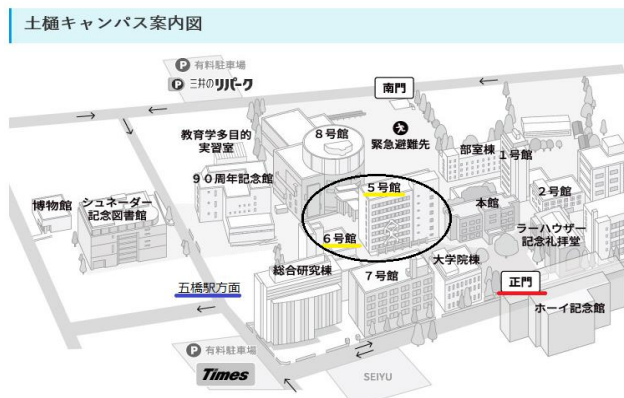 土樋キャンパス案内図
P 有料駐車場
P 三井のリパーク
南門
8号館
緊急避難先
教育学多目的
実習室
部室棟
1号館
90周年記念館
5号館
2号館
博物館
シュネーダー
記念図書館
本館
6号館
ラーハウザー
記念礼拝堂
大学院棟
総合研究棟
7号館
五橋駅方面
正門
ホーイ記念館
P 有料駐車場
Times
SEIYU